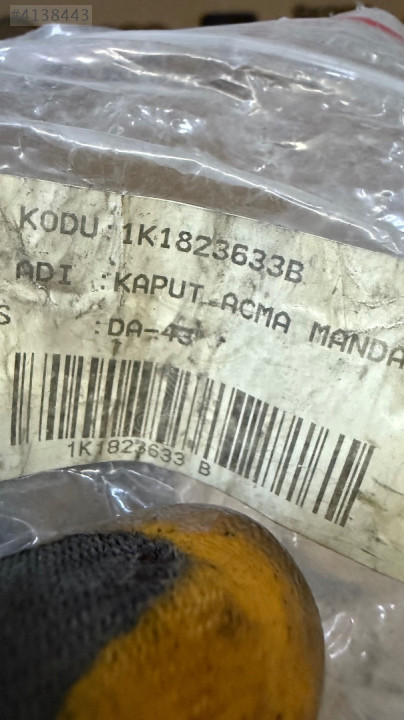 #4138443
KODU:1K1823633B
ADI :KAPUT ACMA MANDA
S :DA-43
1K1823633 B